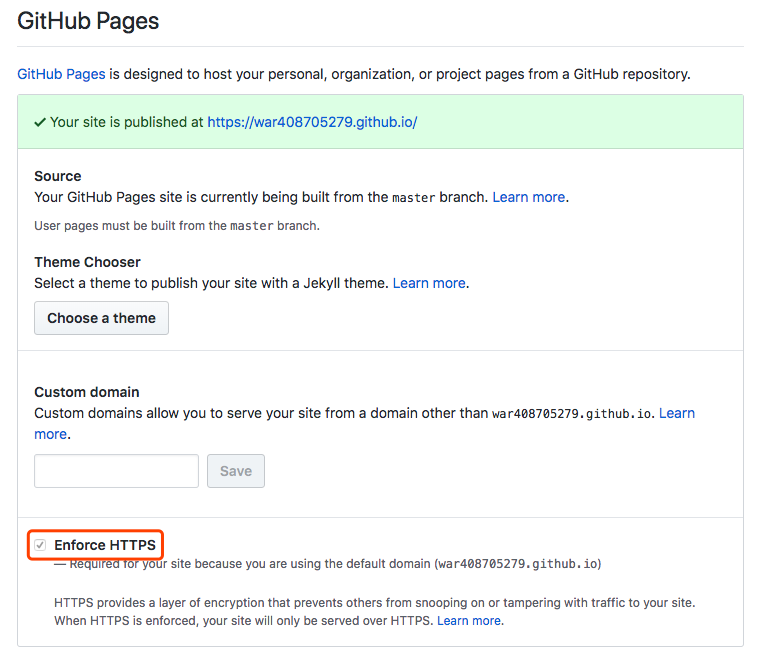 GitHub Pages
GitHub Pages is designed to host your personal, organization, or project pages from a GitHub repository.
Your site is published at https://war408705279.github.io/
Source
Your GitHub Pages site is currently being built from the master branch. Learn more.
User pages must be built from the master branch.
Theme Chooser
Select a theme to publish your site with a Jekyll theme. Learn more.
Choose a theme
Custom domain
Custom domains allow you to serve your site from a domain other than war408705279.github.io. Learn
more.
Save
Enforce HTTPS
— Required for your site because you are using the default domain (war408705279.github.io)
HTTPS provides a layer of encryption that prevents others from snooping on or tampering with traffic to your site.
When HTTPS is enforced, your site will only be served over HTTPS. Learn more.